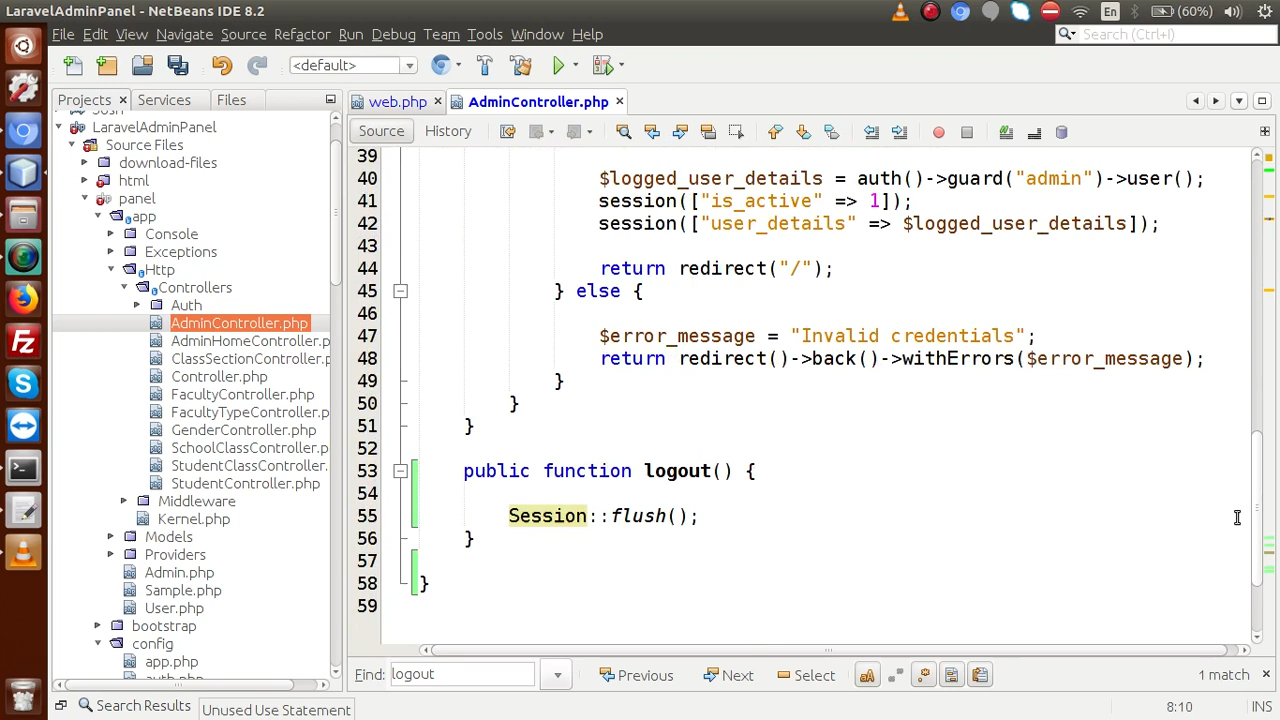 LaravelAdminPanel - NetBeans IDE 8.2
En
(60%)
File Edit View Navigate Source Refactor Run Debug Team Tools Window Help
Search (Ctrl+I)
<default>
Projects
Services
Files
web.php
AdminController.php
Source
History
LaravelAdminPanel
Source Files
download-files
html
panel
app
Console
Exceptions
Http
Controllers
Auth
AdminController.php
AdminHomeController.p
ClassSectionController.
Controller.php
FacultyController.php
FacultyTypeController.p
GenderController.php
SchoolClassController.p
StudentClassController.
StudentController.php
Middleware
Kernel.php
Models
Providers
Admin.php
Sample.php
User.php
bootstrap
config
app.php
39
40 $logged_user_details = auth()->guard("admin")->user();
41 session(["is_active" => 1]);
42 session(["user_details" => $logged_user_details]);
43
44 return redirect("/");
45 } else {
46
47 $error_message = "Invalid credentials";
48 return redirect()->back()->withErrors($error_message);
49 }
50 }
51 }
52
53 public function logout() {
54
55 Session::flush();
56 }
57
58 }
59
Find: logout
Previous
Next
Select
1 match
Search Results
Unused Use Statement
8:10
INS